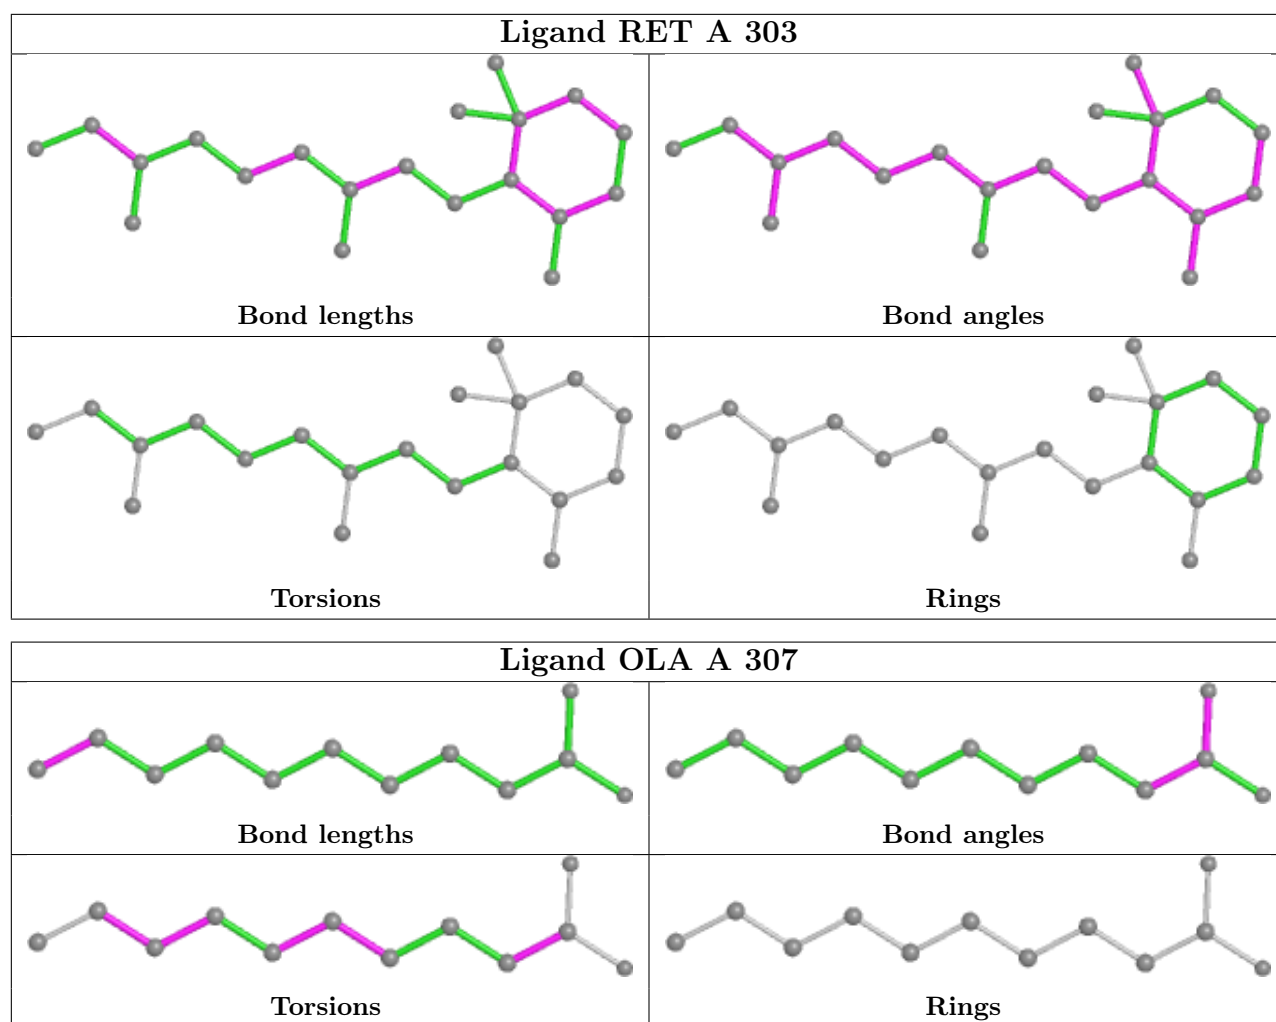 Ligand RET A 303
Bond lengths
Bond angles
Torsions
Rings
Ligand OLA A 307
Bond lengths
Bond angles
Torsions
Rings